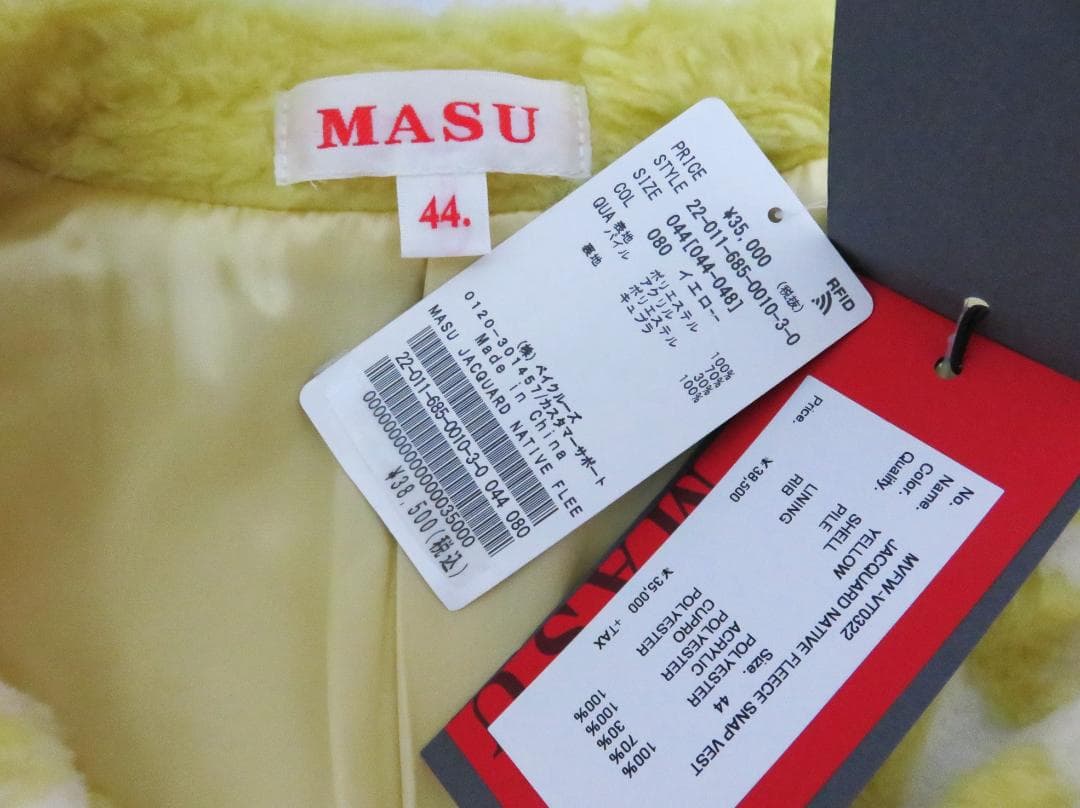 MASU
44.
PRICE ¥35,000 (税抜)
STYLE 22-011-685-0010-3-0
SIZE 044[044-048]
COL 080 イエロー
QUA 表地 ポリエステル 100%
パイル アクリル 70%
ポリエステル 30%
裏地 キュプラ 100%
RFID
(株)ベイクルーズ
0120-301457/カスタマーサポート
Made in China
MASU JACQUARD NATIVE FLEE
22-011-685-0010-3-0 044 080
0000000000000000035000
¥38,500(税込)
MASU
No. MVFW-VT0322
Name. JACQUARD NATIVE FLEECE SNAP VEST
Color. YELLOW Size. 44
Quality. SHELL POLYESTER 100%
PILE ACRYLIC 70%
POLYESTER 30%
LINING CUPRO 100%
RIB POLYESTER 100%
Price. ¥38,500 ¥35,000 +TAX